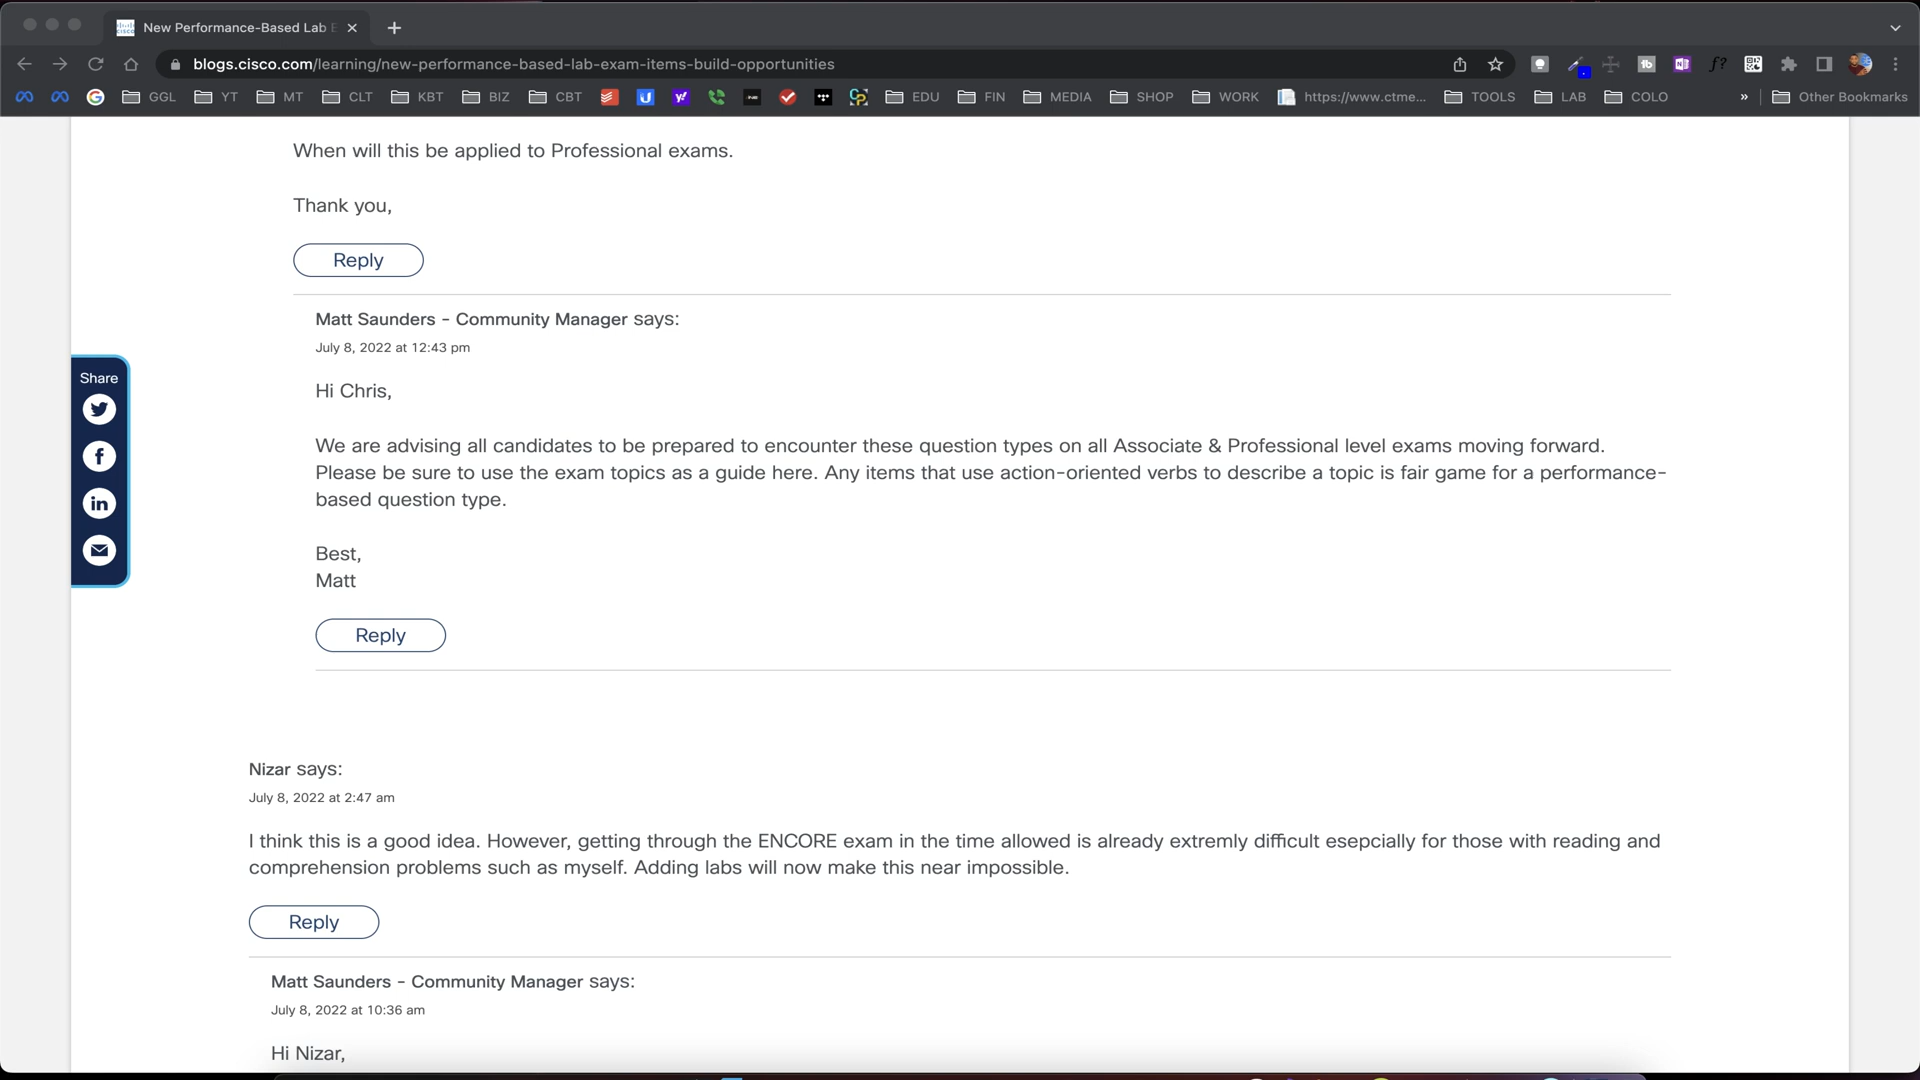 New Performance-Based Lab E
blogs.cisco.com/learning/new-performance-based-lab-exam-items-build-opportunities
GGL YT MT CLT KBT BIZ CBT EDU FIN MEDIA SHOP WORK https://www.ctme... TOOLS LAB COLO » Other Bookmarks
When will this be applied to Professional exams.
Thank you,
Reply
Matt Saunders - Community Manager says:
July 8, 2022 at 12:43 pm
Share
Hi Chris,
We are advising all candidates to be prepared to encounter these question types on all Associate & Professional level exams moving forward.
Please be sure to use the exam topics as a guide here. Any items that use action-oriented verbs to describe a topic is fair game for a performance-
based question type.
Best,
Matt
Reply
Nizar says:
July 8, 2022 at 2:47 am
I think this is a good idea. However, getting through the ENCORE exam in the time allowed is already extremly difficult esepcially for those with reading and
comprehension problems such as myself. Adding labs will now make this near impossible.
Reply
Matt Saunders - Community Manager says:
July 8, 2022 at 10:36 am
Hi Nizar,